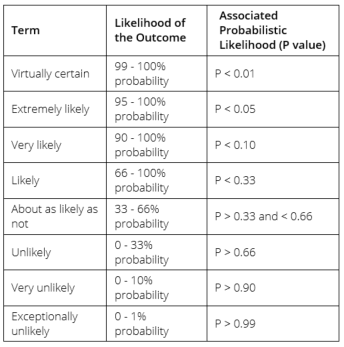 Term
Likelihood of
the Outcome
Associated
Probabilistic
Likelihood (P value)
Virtually certain
99 - 100%
probability
P < 0.01
Extremely likely
95 - 100%
probability
P < 0.05
Very likely
90 - 100%
probability
P < 0.10
Likely
66 - 100%
probability
P < 0.33
About as likely as
not
33 - 66%
probability
P > 0.33 and < 0.66
Unlikely
0 - 33%
probability
P > 0.66
Very unlikely
0 - 10%
probability
P > 0.90
Exceptionally
unlikely
0 - 1%
probability
P > 0.99